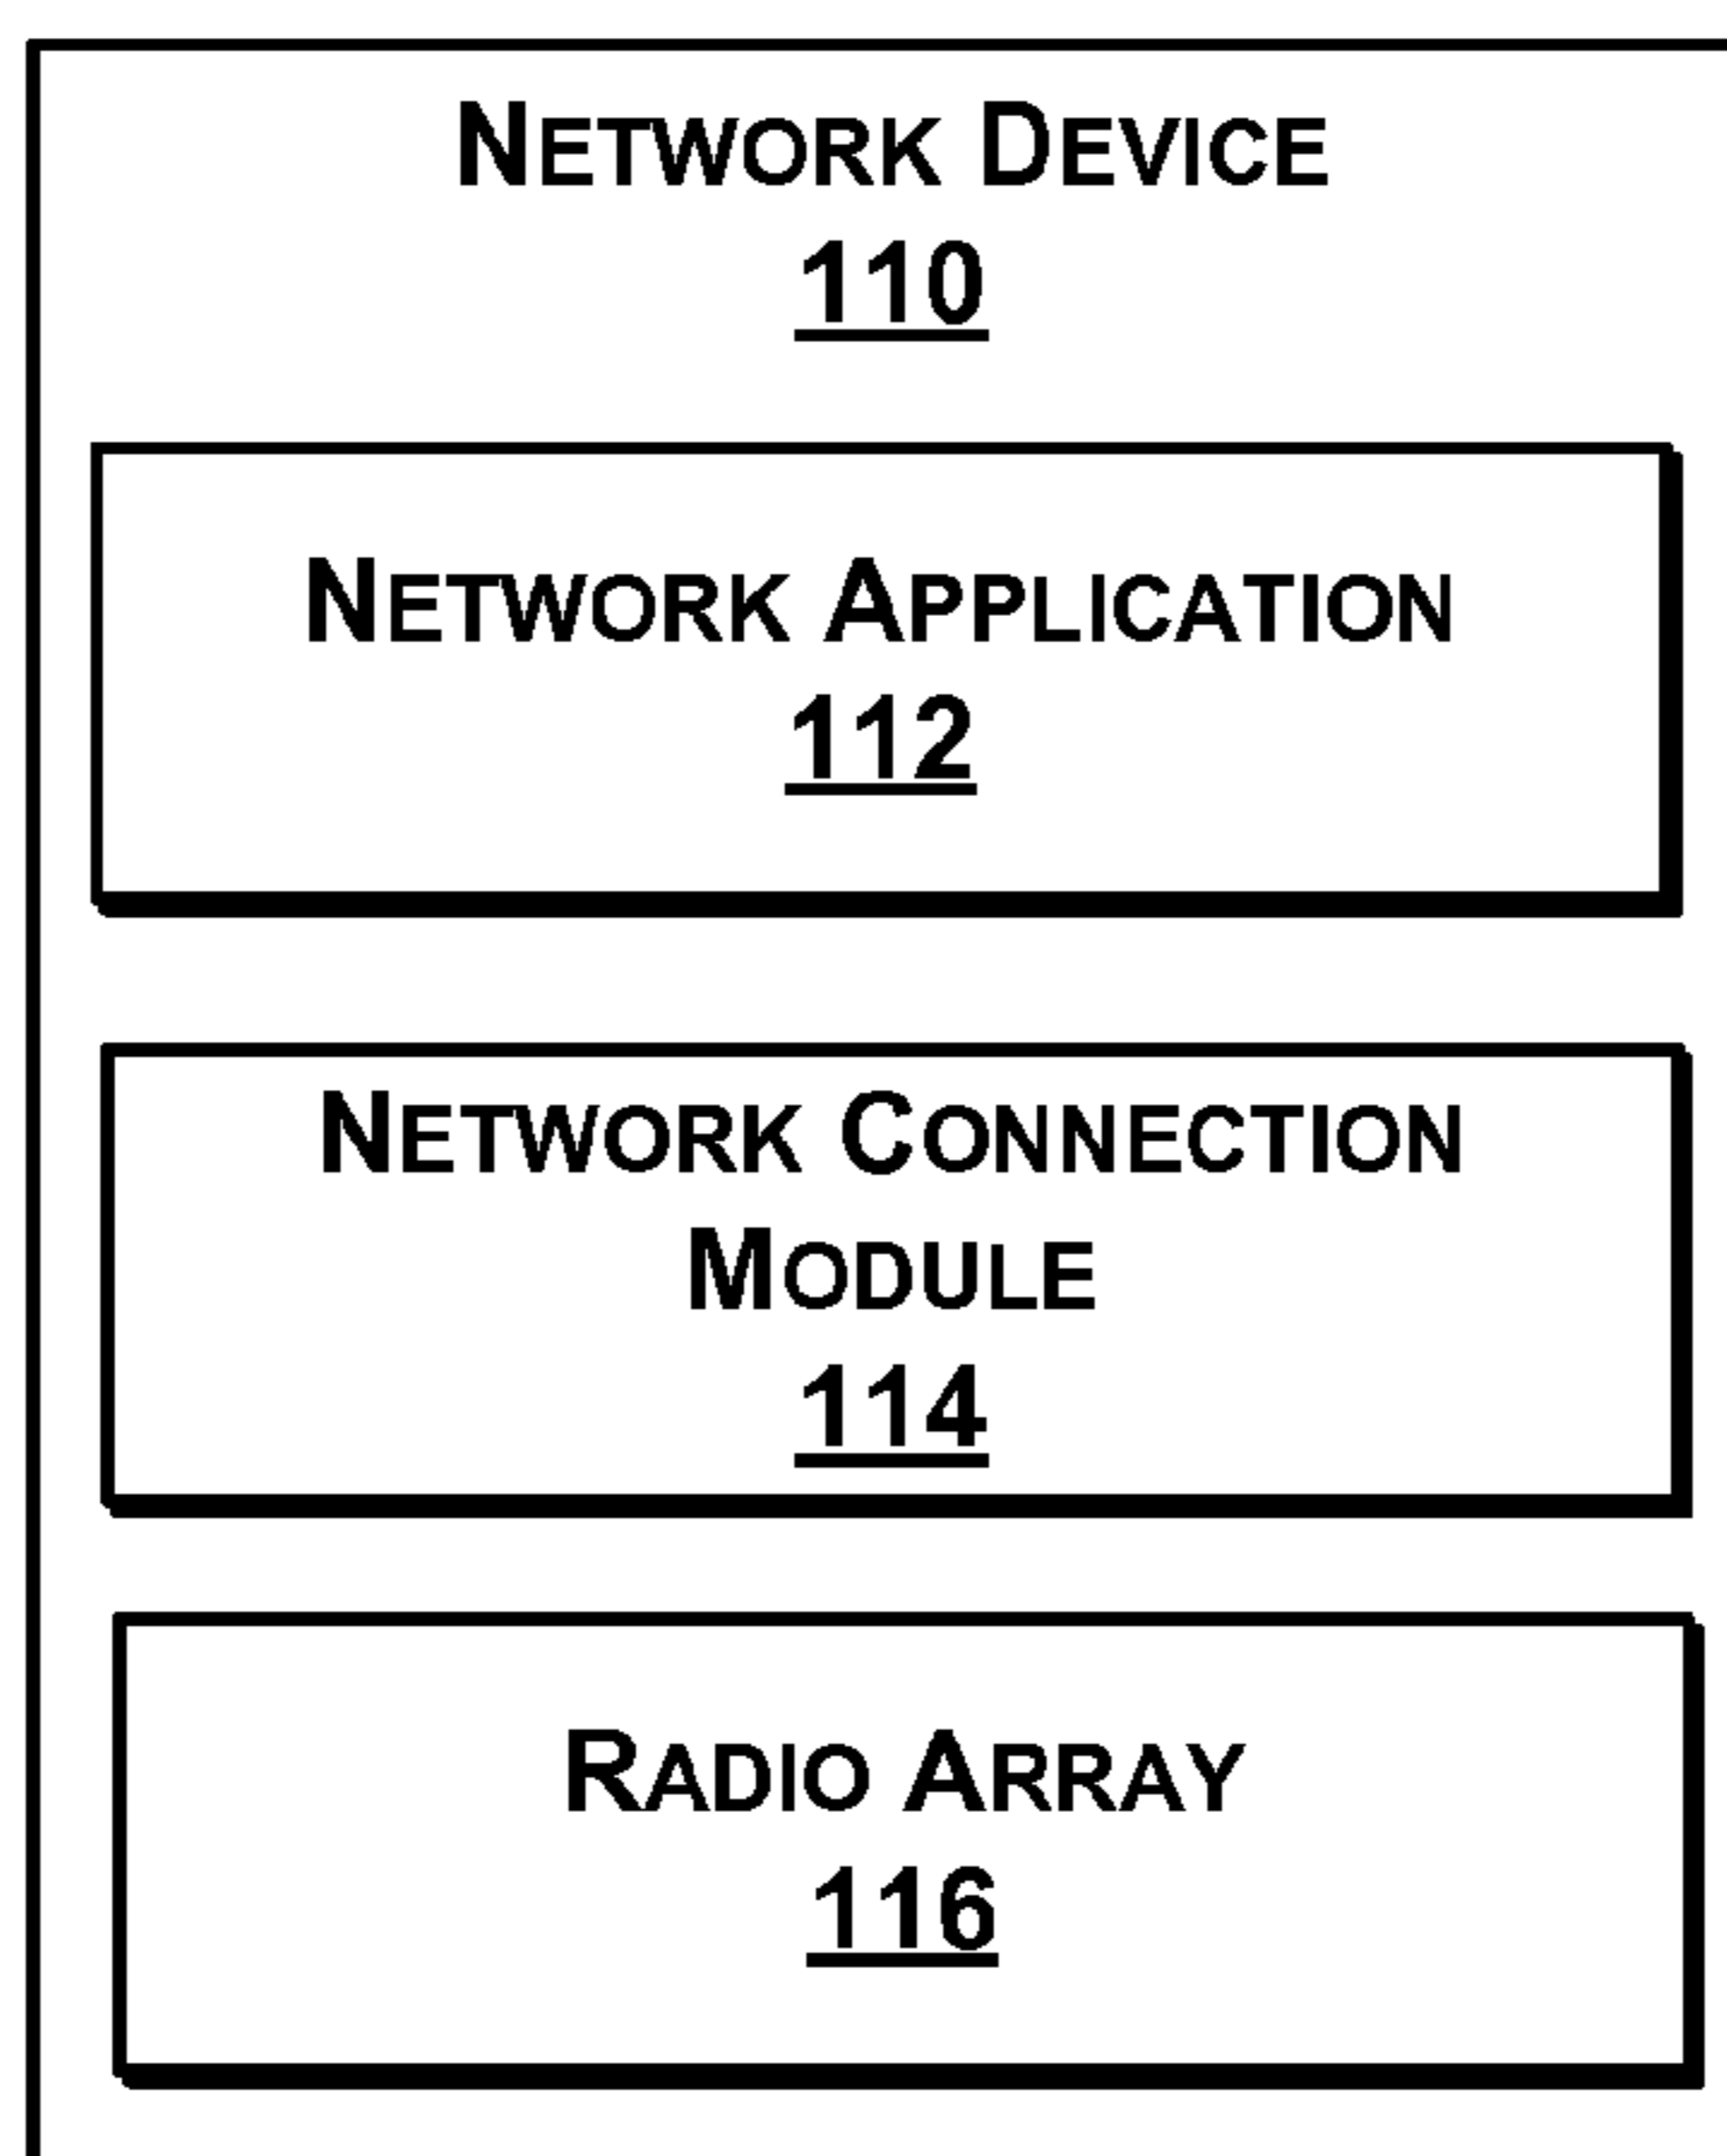 NETWORK DEVICE
110
NETWORK APPLICATION
112
NETWORK CONNECTION
MODULE
114
RADIO ARRAY
116